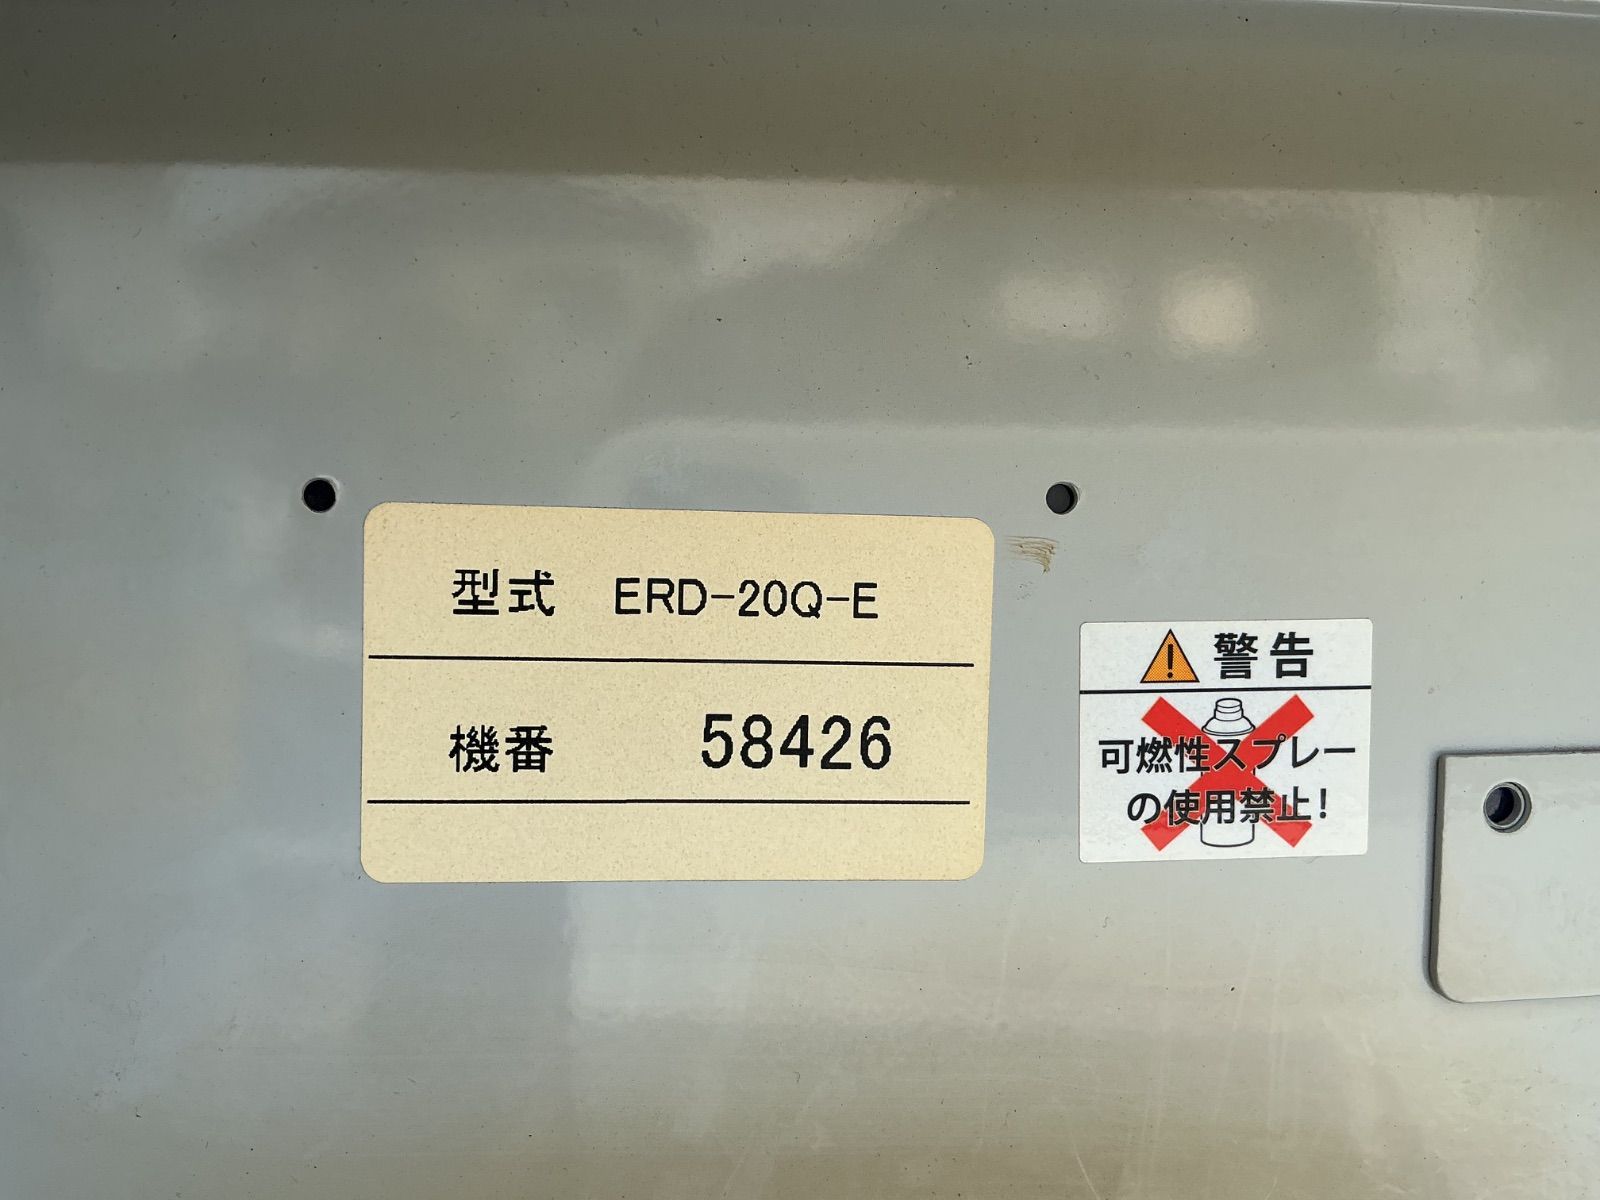 型式 ERD-20Q-E
機番 58426
警告
可燃性スプレー
の使用禁止!